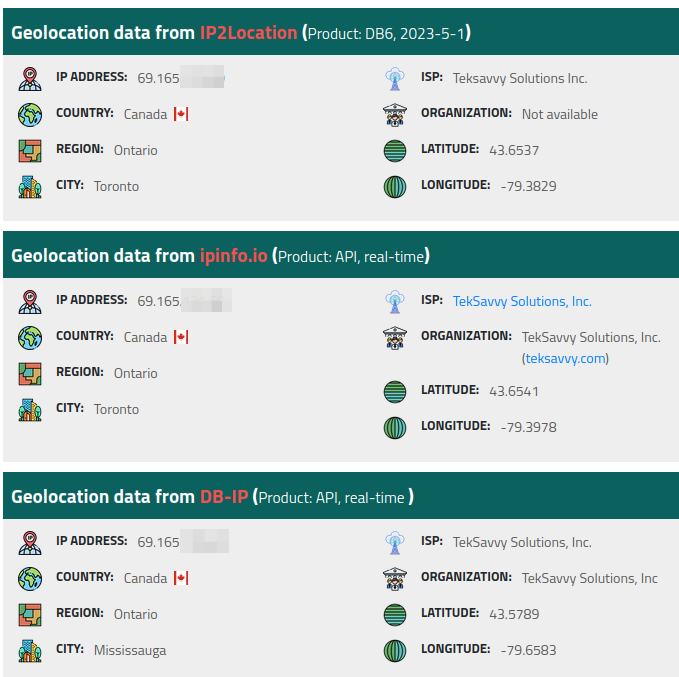 Geolocation data from IP2Location (Product: DB6, 2023-5-1)
IP ADDRESS: 69.165
ISP: Teksavvy Solutions Inc.
COUNTRY: Canada
ORGANIZATION: Not available
REGION: Ontario
LATITUDE: 43.6537
CITY: Toronto
LONGITUDE: -79.3829
Geolocation data from ipinfo.io (Product: API, real-time)
IP ADDRESS: 69.165
ISP: TekSavvy Solutions, Inc.
COUNTRY: Canada
ORGANIZATION: TekSavvy Solutions, Inc.
(teksavvy.com)
REGION: Ontario
LATITUDE: 43.6541
CITY: Toronto
LONGITUDE: -79.3978
Geolocation data from DB-IP (Product: API, real-time )
IP ADDRESS: 69.165
ISP: TekSavvy Solutions, Inc.
COUNTRY: Canada
ORGANIZATION: TekSavvy Solutions, Inc
REGION: Ontario
LATITUDE: 43.5789
CITY: Mississauga
LONGITUDE: -79.6583